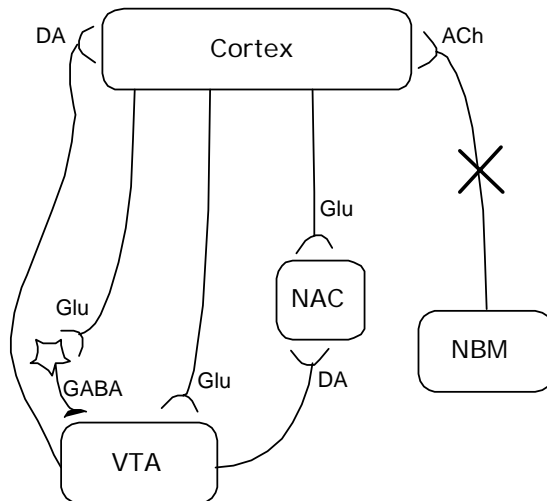 DA
Cortex
ACh
Glu
NAC
Glu
NBM
GABA
Glu
DA
VTA